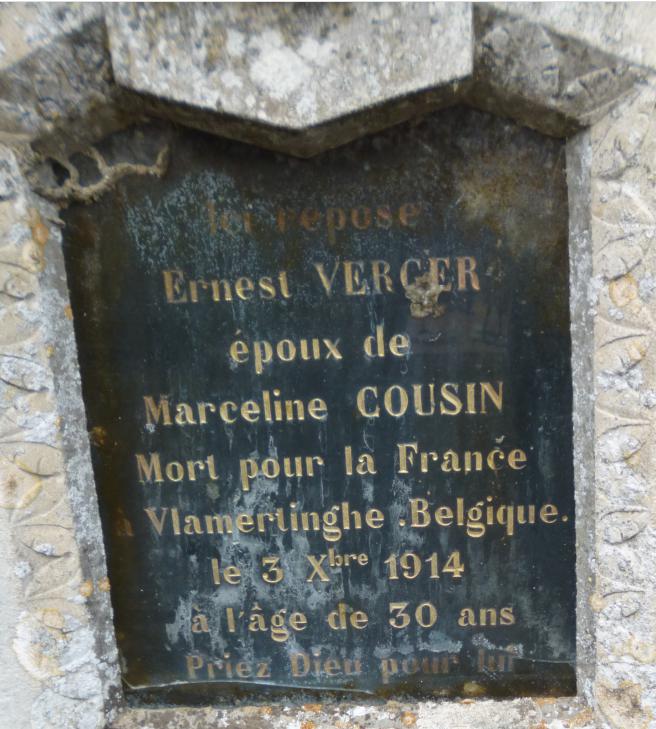 Ici repose
Ernest VERGER
époux de
Marceline COUSIN
Mort pour la France
à Vlamertinghe .Belgique.
le 3 Xbre 1914
à l'âge de 30 ans
Priez Dieu pour lui